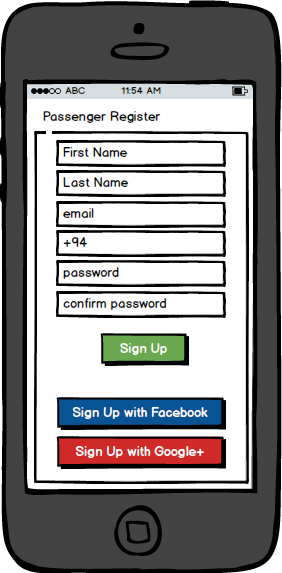 ABC 11:54 AM
Passenger Register
First Name
Last Name
email
+94
password
confirm password
Sign Up
Sign Up with Facebook
Sign Up with Google+